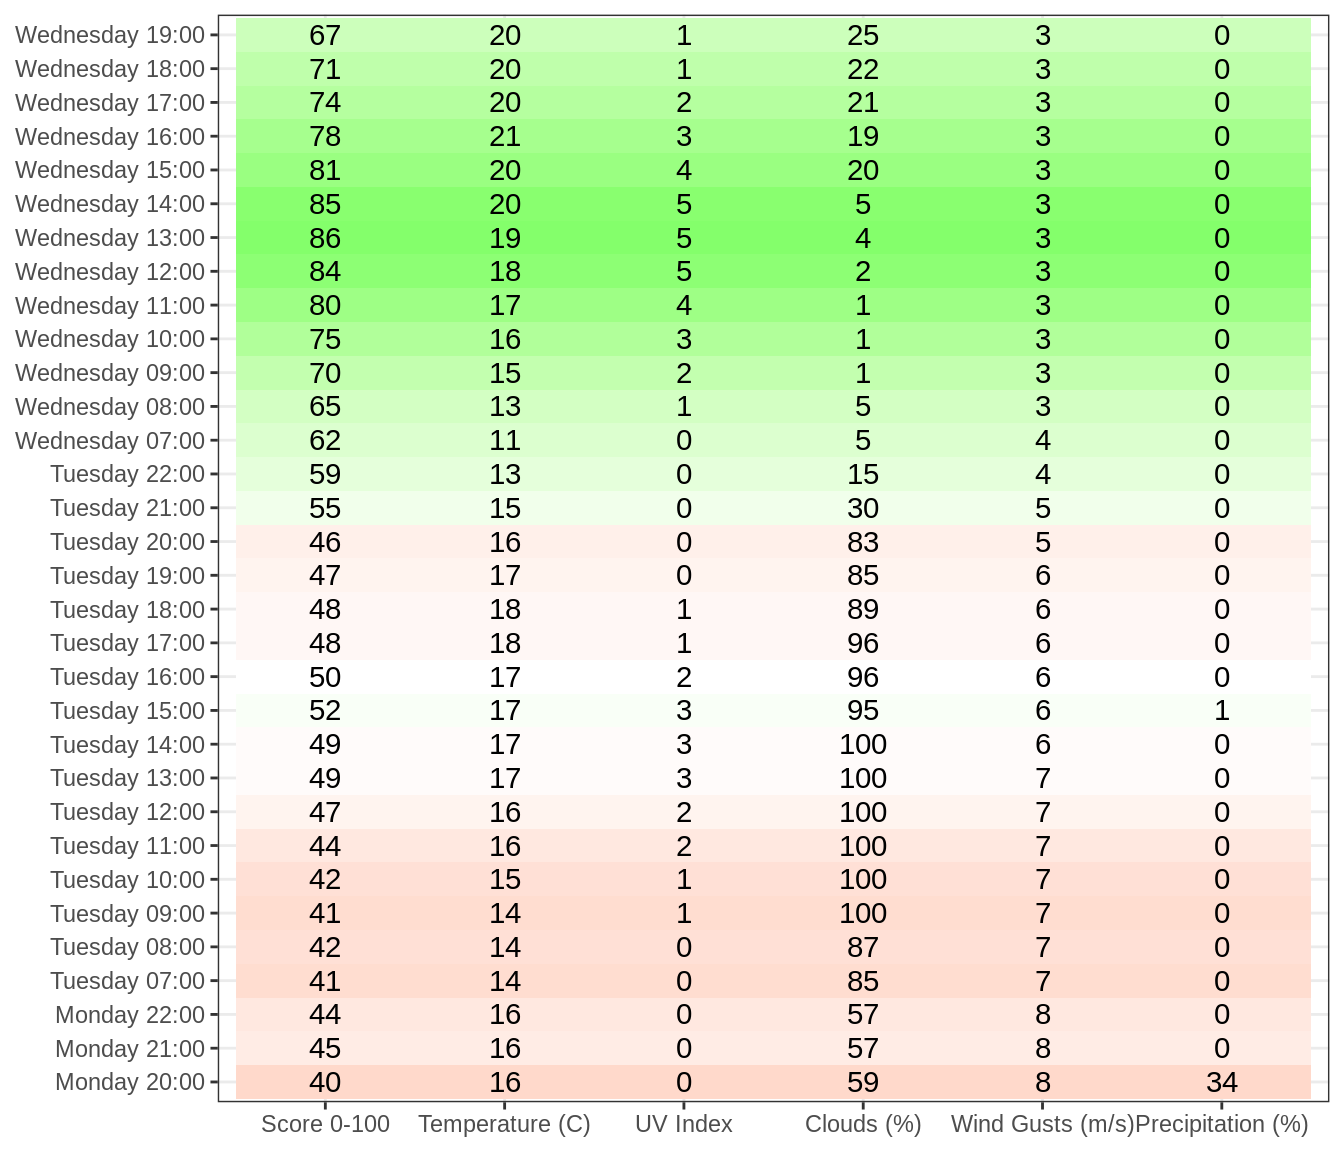 Wednesday 19:00 67 20 1 25 3 0
Wednesday 18:00 71 20 1 22 3 0
Wednesday 17:00 74 20 2 21 3 0
Wednesday 16:00 78 21 3 19 3 0
Wednesday 15:00 81 20 4 20 3 0
Wednesday 14:00 85 20 5 5 3 0
Wednesday 13:00 86 19 5 4 3 0
Wednesday 12:00 84 18 5 2 3 0
Wednesday 11:00 80 17 4 1 3 0
Wednesday 10:00 75 16 3 1 3 0
Wednesday 09:00 70 15 2 1 3 0
Wednesday 08:00 65 13 1 5 3 0
Wednesday 07:00 62 11 0 5 4 0
Tuesday 22:00 59 13 0 15 4 0
Tuesday 21:00 55 15 0 30 5 0
Tuesday 20:00 46 16 0 83 5 0
Tuesday 19:00 47 17 0 85 6 0
Tuesday 18:00 48 18 1 89 6 0
Tuesday 17:00 48 18 1 96 6 0
Tuesday 16:00 50 17 2 96 6 0
Tuesday 15:00 52 17 3 95 6 1
Tuesday 14:00 49 17 3 100 6 0
Tuesday 13:00 49 17 3 100 7 0
Tuesday 12:00 47 16 2 100 7 0
Tuesday 11:00 44 16 2 100 7 0
Tuesday 10:00 42 15 1 100 7 0
Tuesday 09:00 41 14 1 100 7 0
Tuesday 08:00 42 14 0 87 7 0
Tuesday 07:00 41 14 0 85 7 0
Monday 22:00 44 16 0 57 8 0
Monday 21:00 45 16 0 57 8 0
Monday 20:00 40 16 0 59 8 34
Score 0-100 Temperature (C) UV Index Clouds (%) Wind Gusts (m/s) Precipitation (%)